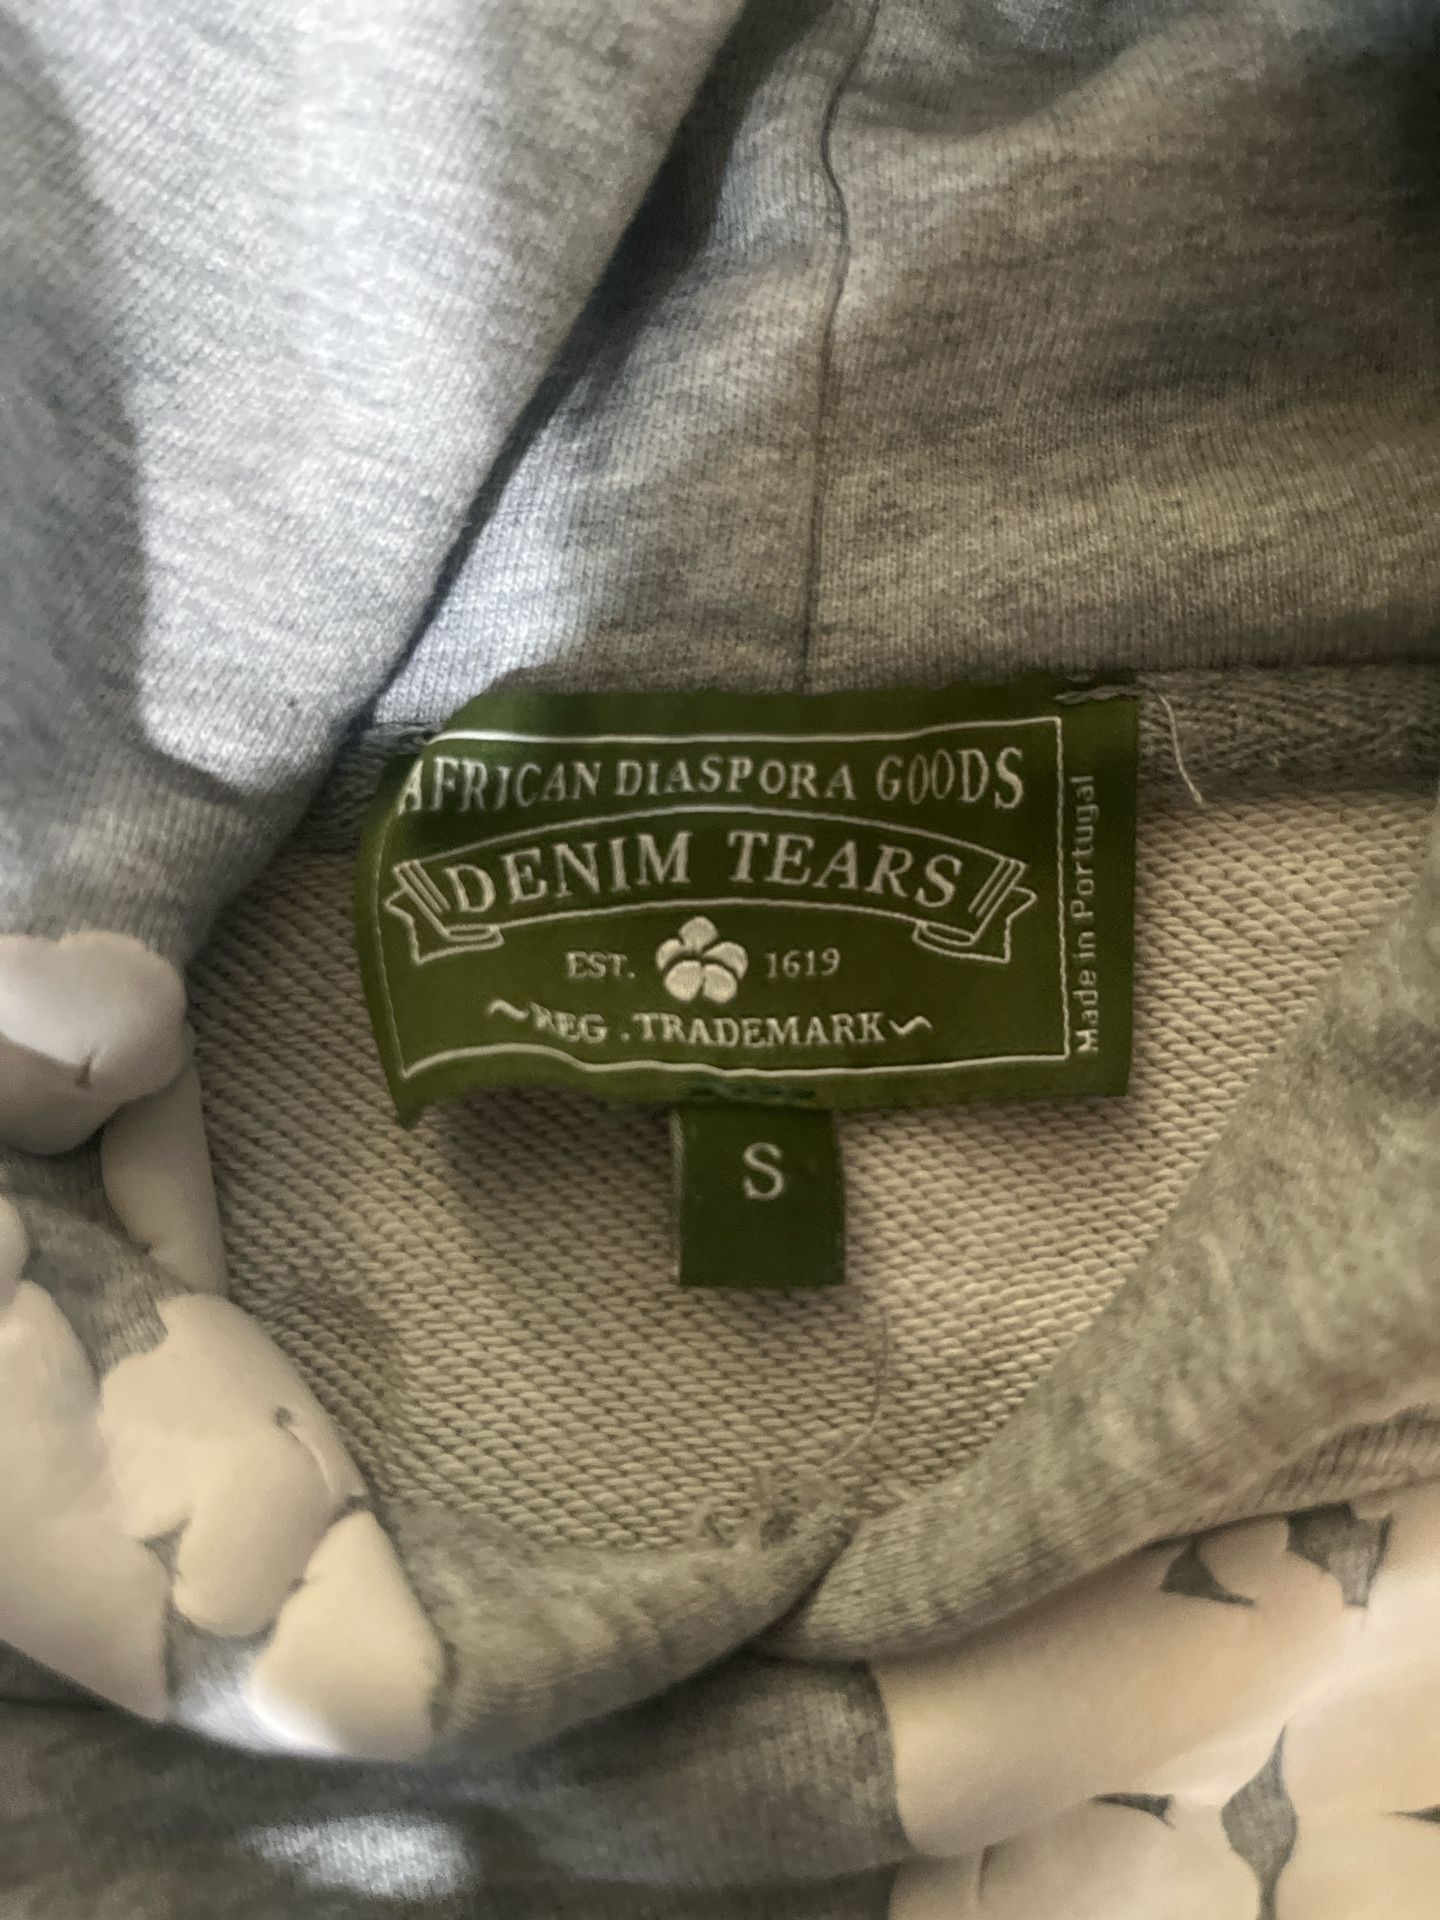 AFRICAN DIASPORA GOODS
DENIM TEARS
EST. 1619
~REG . TRADEMARK~
Made in Portugal
S